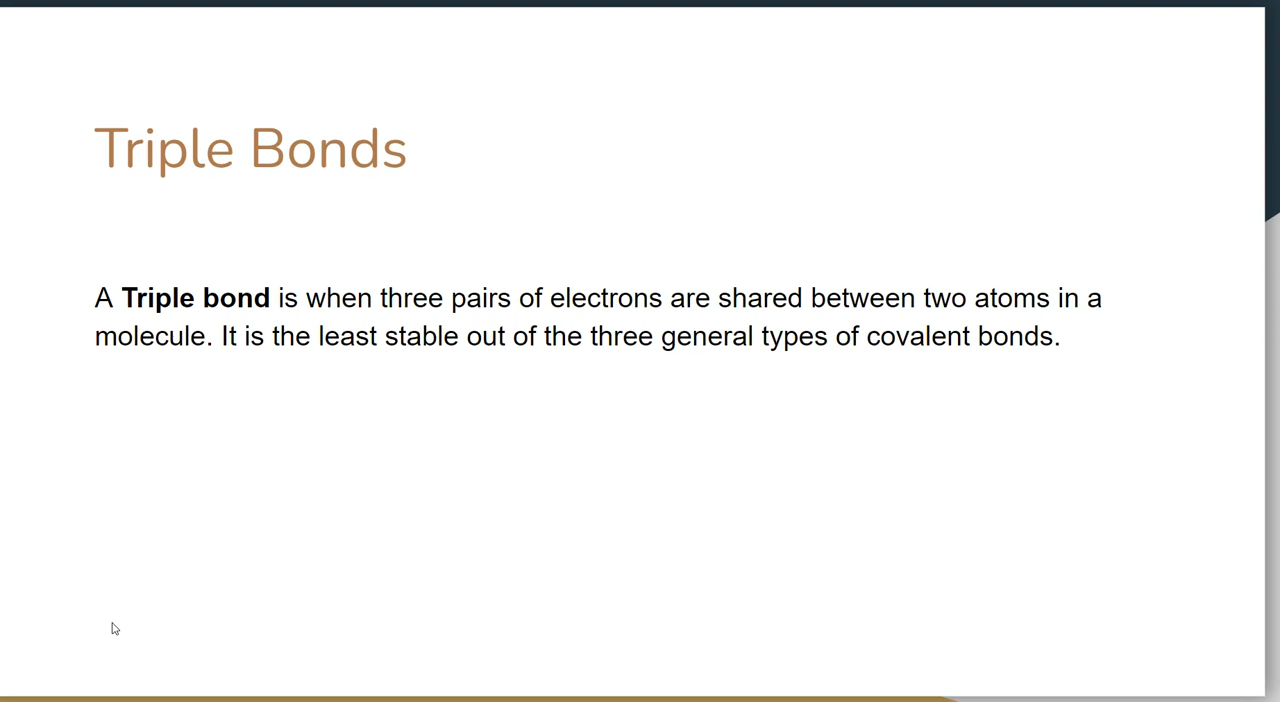 Triple Bonds
A Triple bond is when three pairs of electrons are shared between two atoms in a
molecule. It is the least stable out of the three general types of covalent bonds.